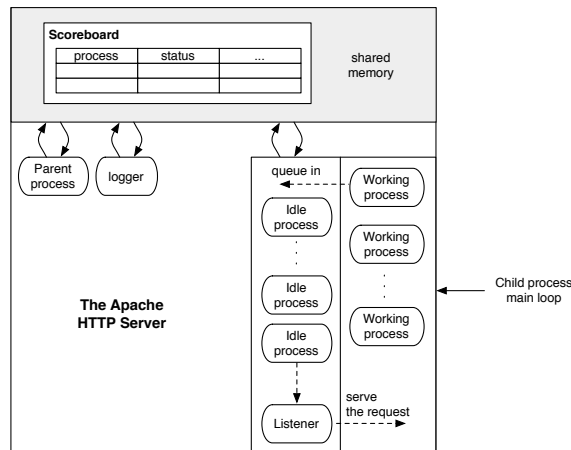 Scoreboard
process status ...
shared
memory
Parent
process
logger
queue in
Working
process
Idle
process
Working
process
Idle
process
Child process
main loop
The Apache
HTTP Server
Working
process
Idle
process
serve
the request
Listener